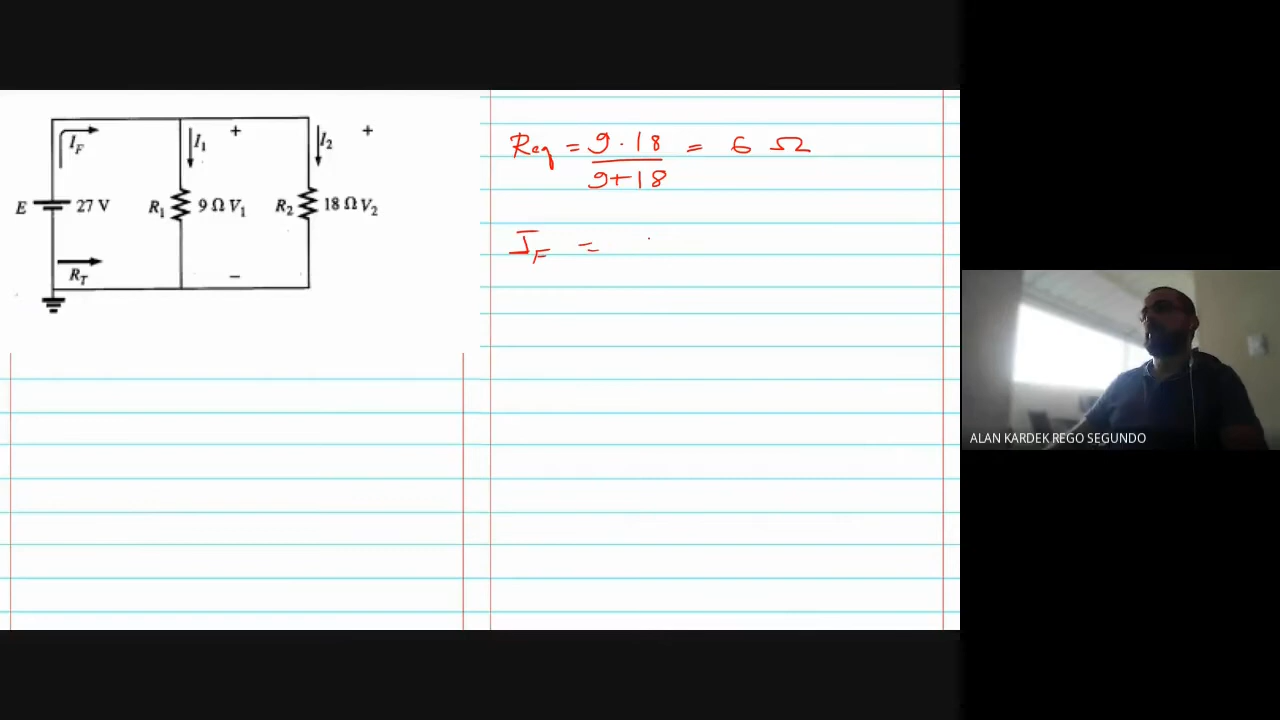 I_F
I_1
+
I_2
+
E 27 V R_1 9 Ω V_1 R_2 18 Ω V_2
R_T
−
Req = 9 · 18 / 9+18 = 6 Ω
I_F =
ALAN KARDEK REGO SEGUNDO